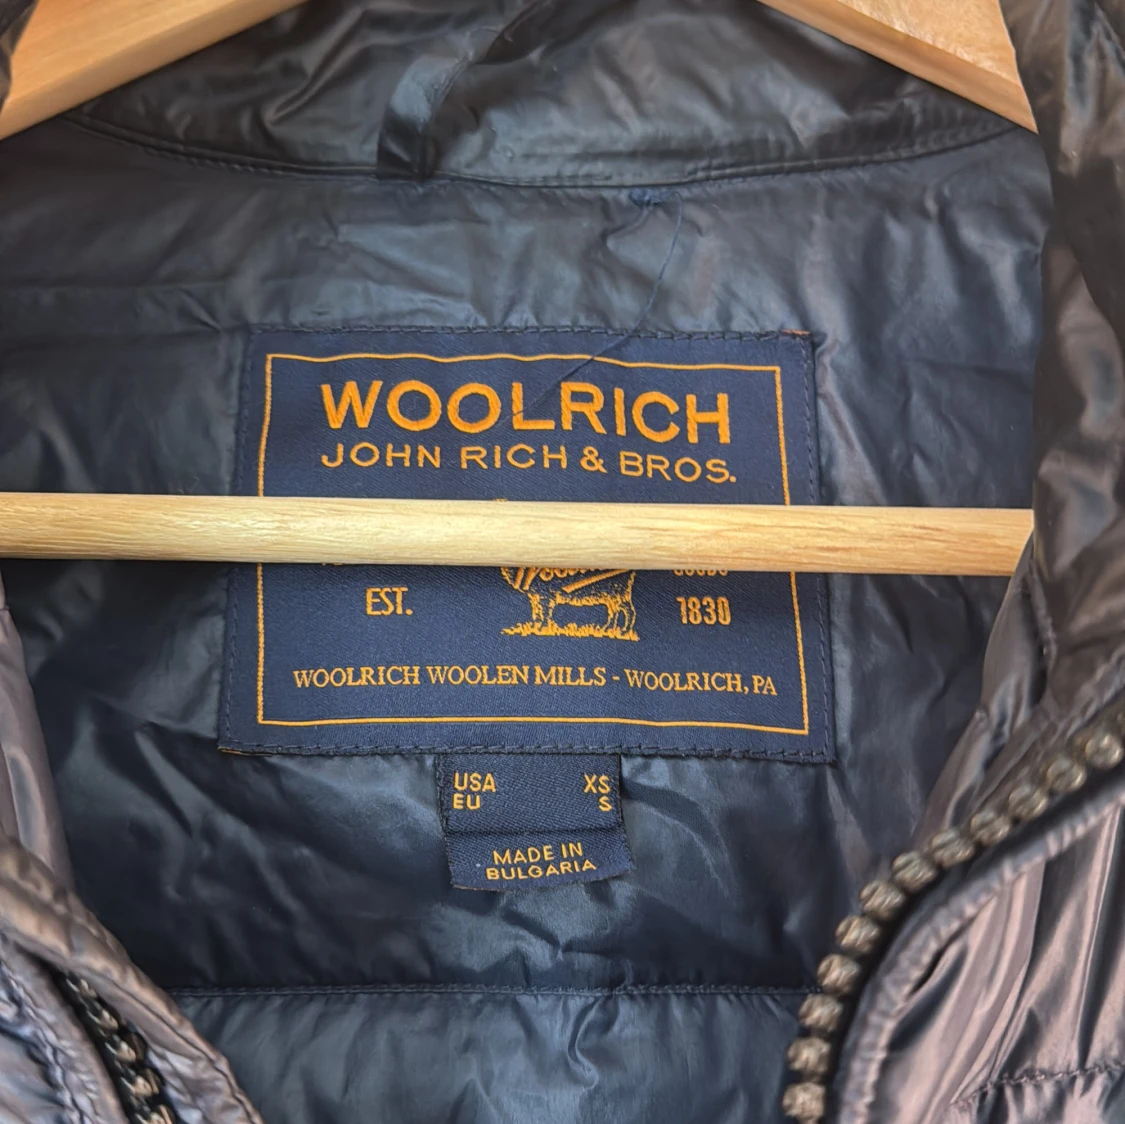 WOOLRICH
JOHN RICH & BROS.
EST. 1830
WOOLRICH WOOLEN MILLS - WOOLRICH, PA
USA XS
EU S
MADE IN
BULGARIA